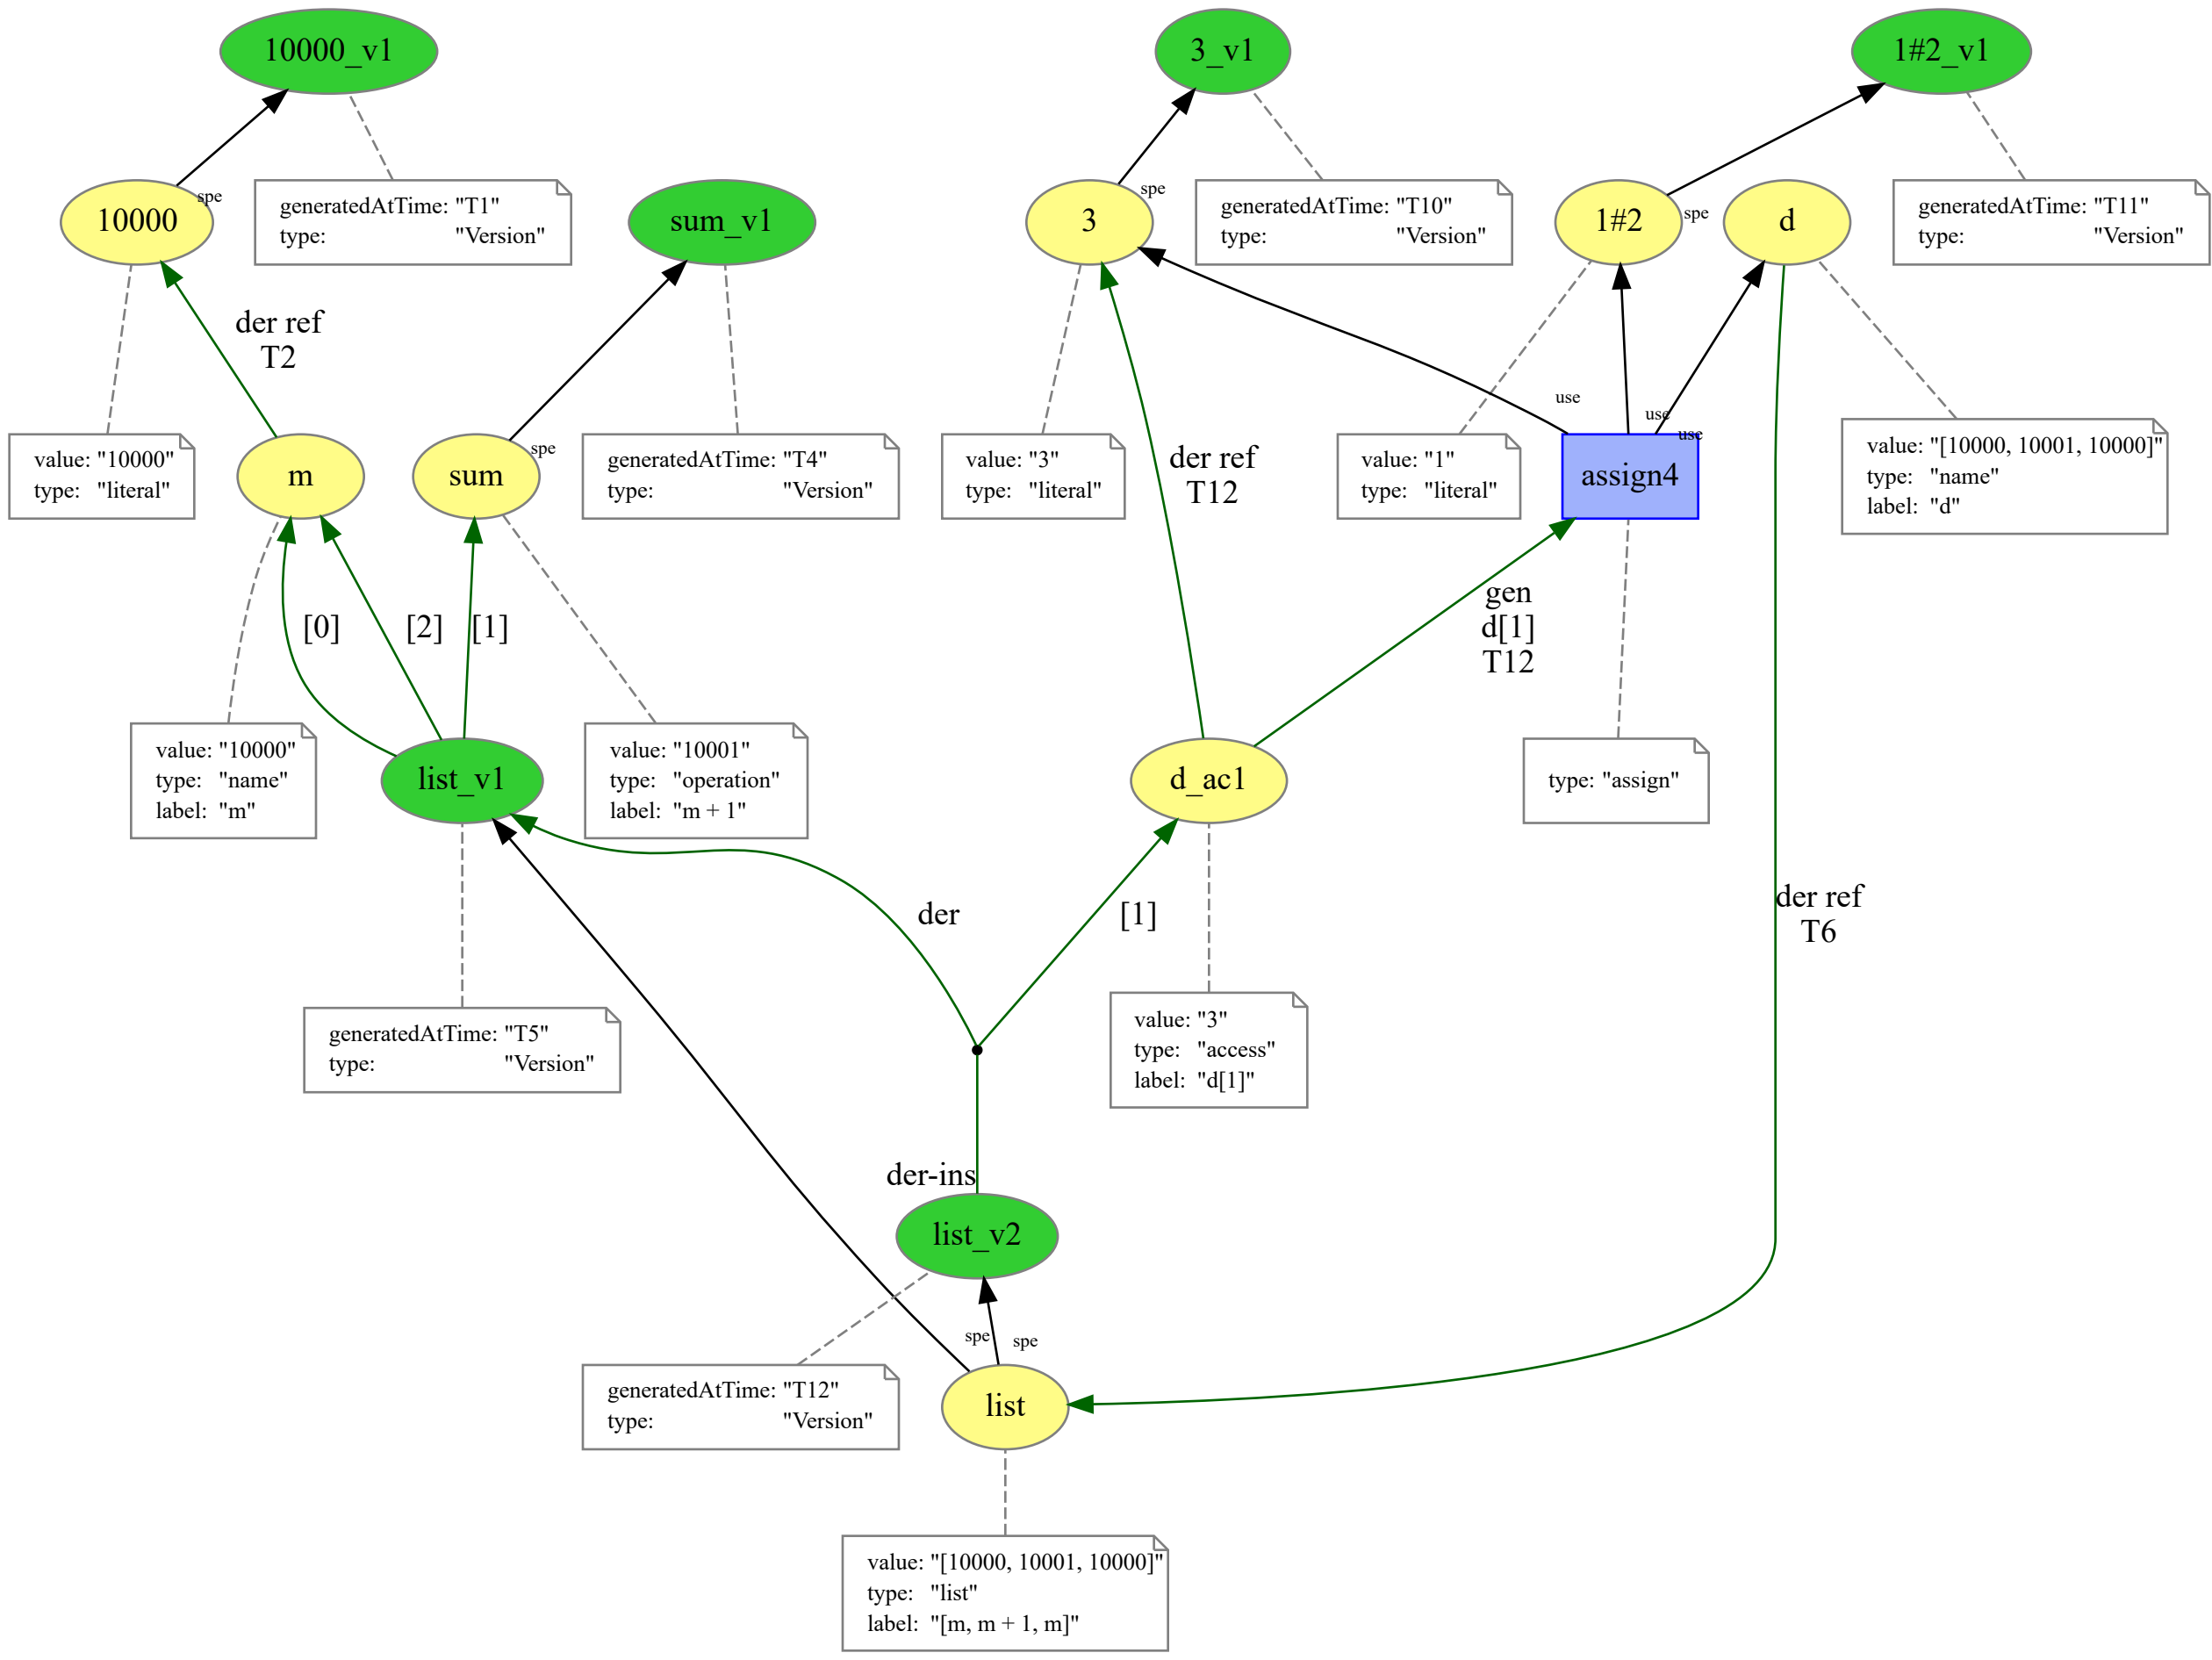 10000_v1
3_v1
1#2_v1
10000
spe
generatedAtTime: "T1"
type: "Version"
sum_v1
3
spe
generatedAtTime: "T10"
type: "Version"
1#2
spe
d
generatedAtTime: "T11"
type: "Version"
der ref
T2
value: "10000"
type: "literal"
m
sum
spe
generatedAtTime: "T4"
type: "Version"
value: "3"
type: "literal"
der ref
T12
value: "1"
type: "literal"
use
use
use
assign4
value: "[10000, 10001, 10000]"
type: "name"
label: "d"
[0]
[2]
[1]
gen
d[1]
T12
value: "10000"
type: "name"
label: "m"
list_v1
value: "10001"
type: "operation"
label: "m + 1"
d_ac1
type: "assign"
der
[1]
der ref
T6
generatedAtTime: "T5"
type: "Version"
value: "3"
type: "access"
label: "d[1]"
der-ins
list_v2
spe
spe
generatedAtTime: "T12"
type: "Version"
list
value: "[10000, 10001, 10000]"
type: "list"
label: "[m, m + 1, m]"